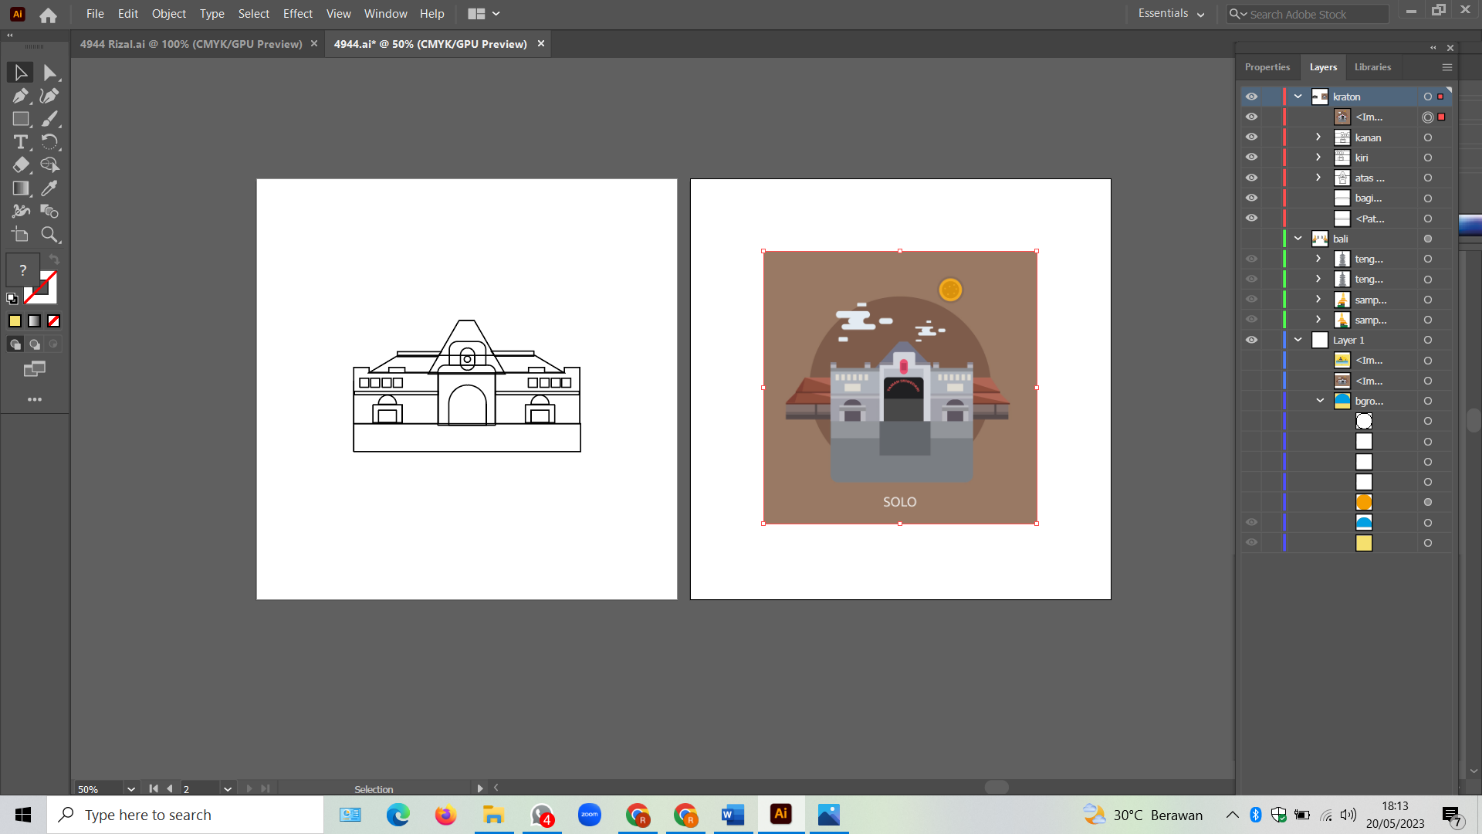 Ai File Edit Object Type Select Effect View Window Help Essentials Search Adobe Stock
4944 Rizal.ai @ 100% (CMYK/GPU Preview) × 4944.ai* @ 50% (CMYK/GPU Preview) ×
Properties Layers Libraries
kraton
<Im...
kanan
kiri
atas ...
bagi...
<Pat...
bali
teng...
teng...
samp...
samp...
Layer 1
<Im...
<Im...
bgro...
T
?
SOLO
50% 2 Selection
Type here to search
4
zoom
R
R
W
Ai
30°C Berawan
18:13
20/05/2023
7